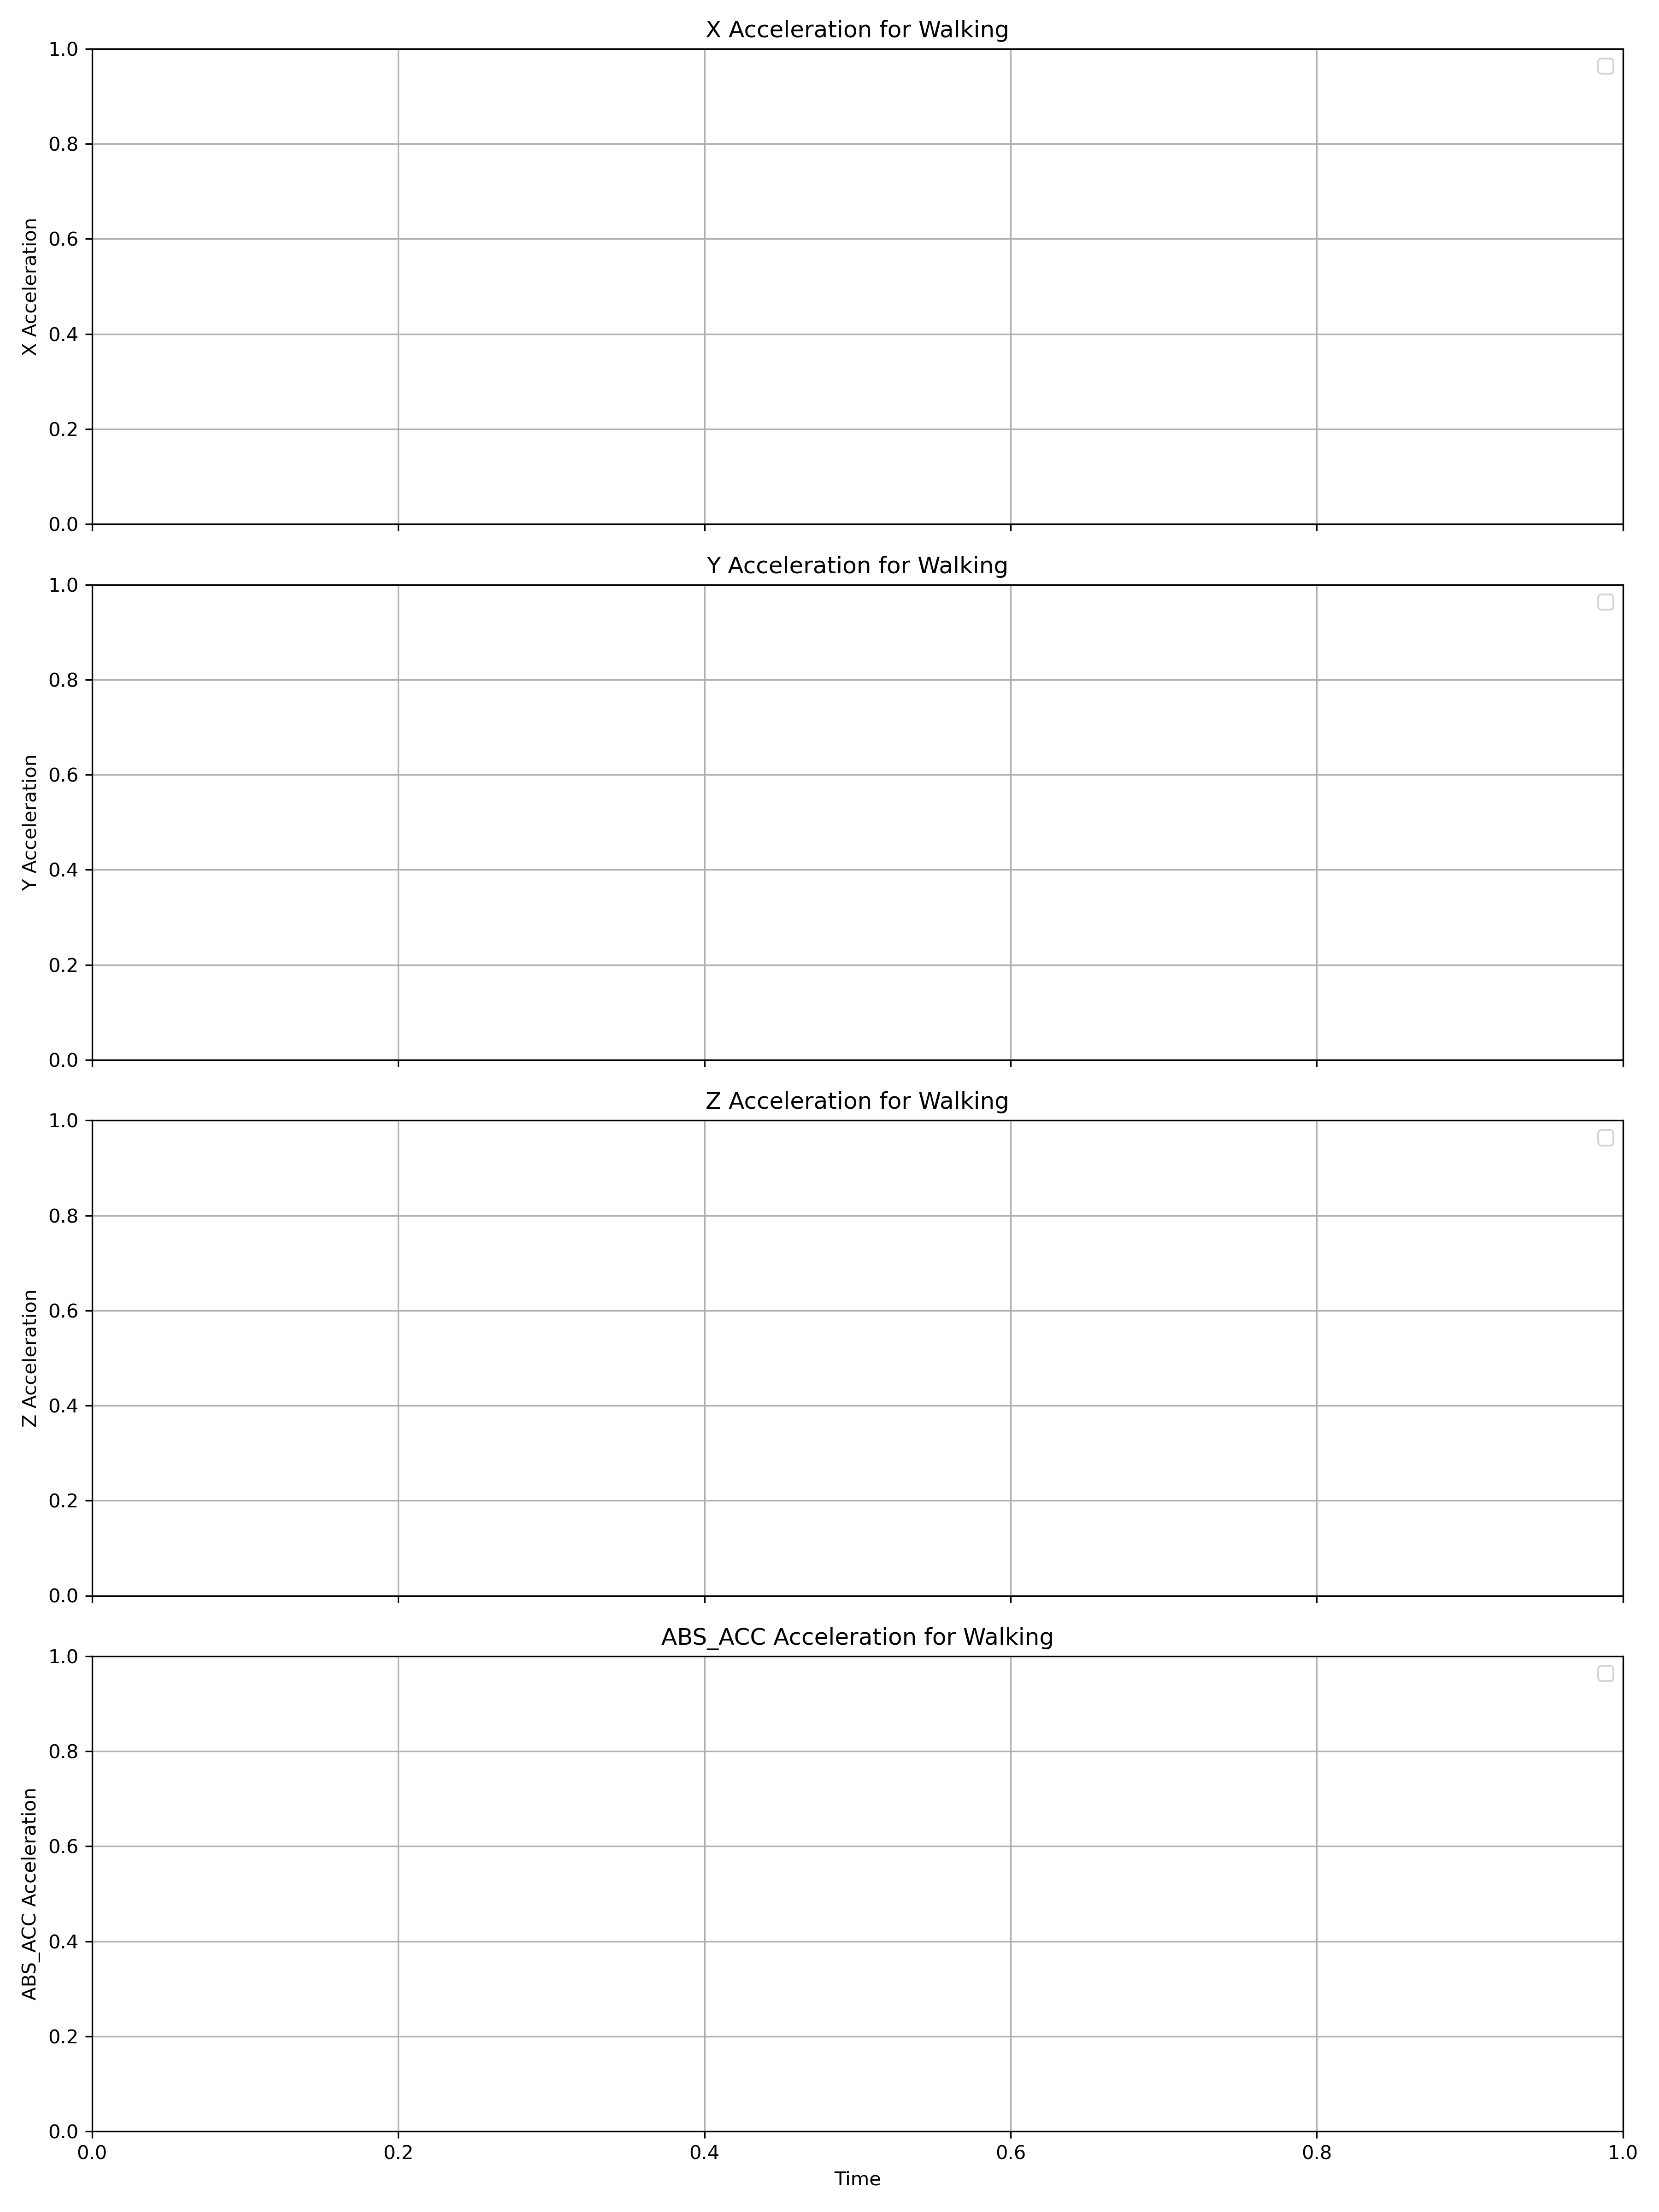 X Acceleration for Walking
1.0
0.8
0.6
0.4
0.2
0.0
X Acceleration
Y Acceleration for Walking
1.0
0.8
0.6
0.4
0.2
0.0
Y Acceleration
Z Acceleration for Walking
1.0
0.8
0.6
0.4
0.2
0.0
Z Acceleration
ABS_ACC Acceleration for Walking
1.0
0.8
0.6
0.4
0.2
0.0
ABS_ACC Acceleration
0.0 0.2 0.4 0.6 0.8 1.0
Time